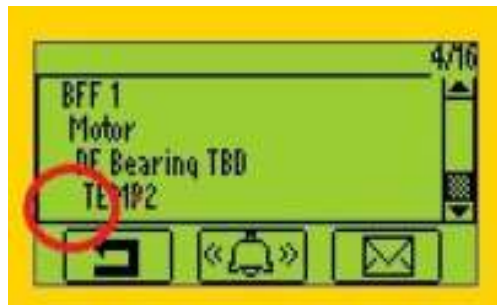 4/16
BFF 1
Motor
DE Bearing TBD
TEMP2